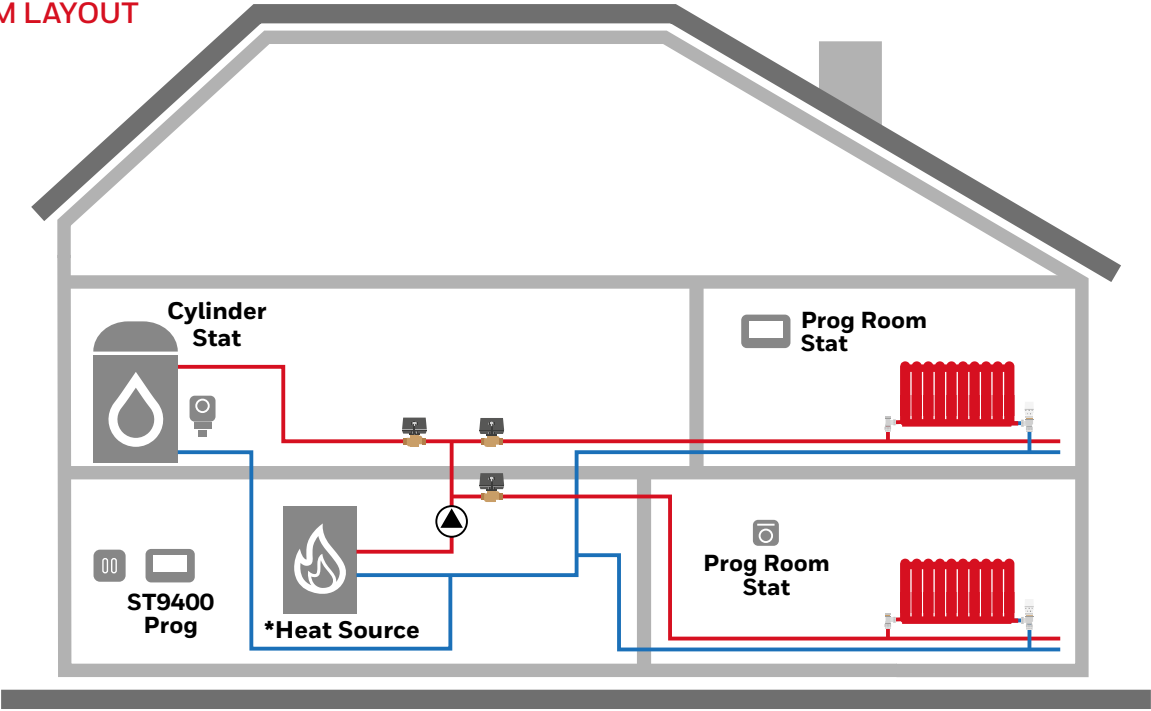 M LAYOUT
Cylinder
Stat
Prog Room
Stat
Prog Room
Stat
ST9400
Prog
*Heat Source